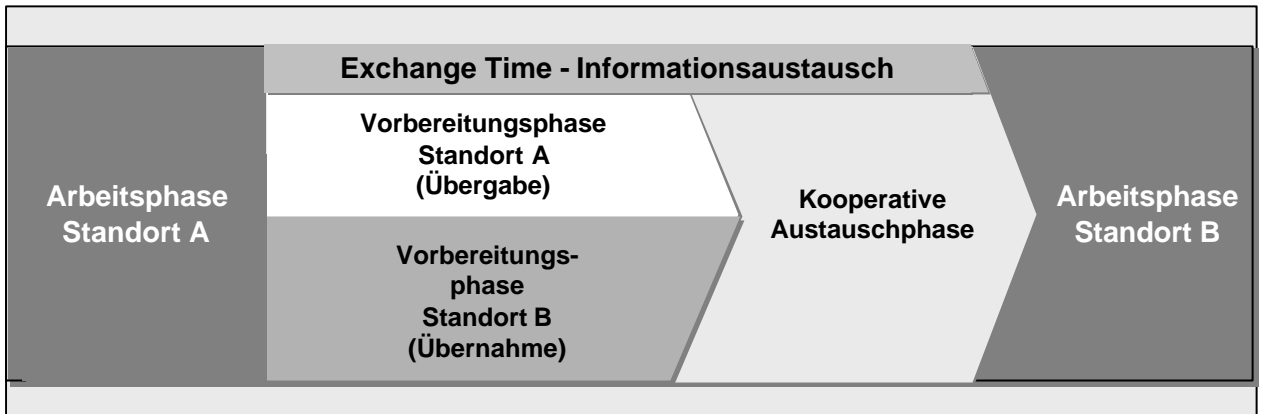 Exchange Time - Informationsaustausch
Arbeitsphase
Standort A
Vorbereitungsphase
Standort A
(Übergabe)
Vorbereitungs-
phase
Standort B
(Übernahme)
Kooperative
Austauschphase
Arbeitsphase
Standort B